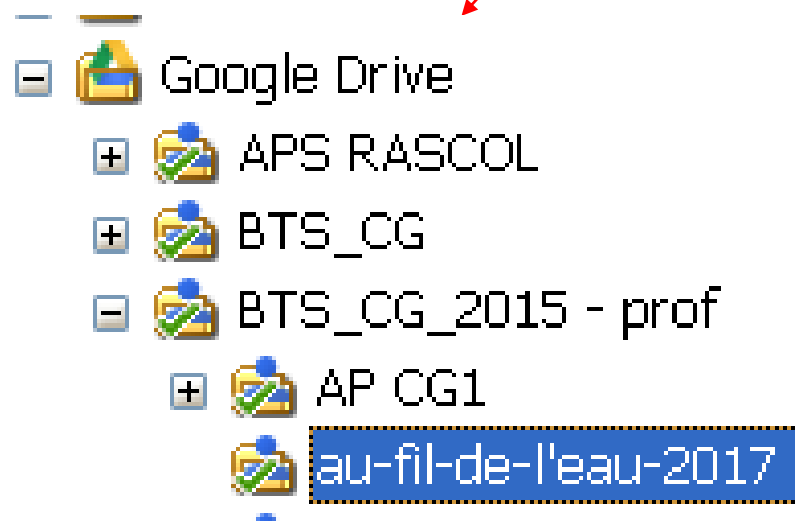 Google Drive
APS RASCOL
BTS_CG
BTS_CG_2015 - prof
AP CG1
au-fil-de-l'eau-2017